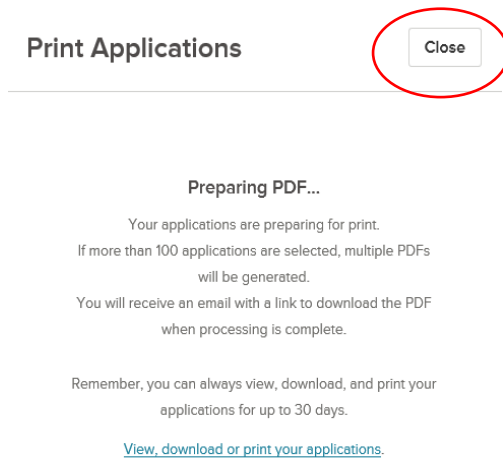 Print Applications
Close
Preparing PDF...
Your applications are preparing for print.
If more than 100 applications are selected, multiple PDFs
will be generated.
You will receive an email with a link to download the PDF
when processing is complete.
Remember, you can always view, download, and print your
applications for up to 30 days.
View, download or print your applications.